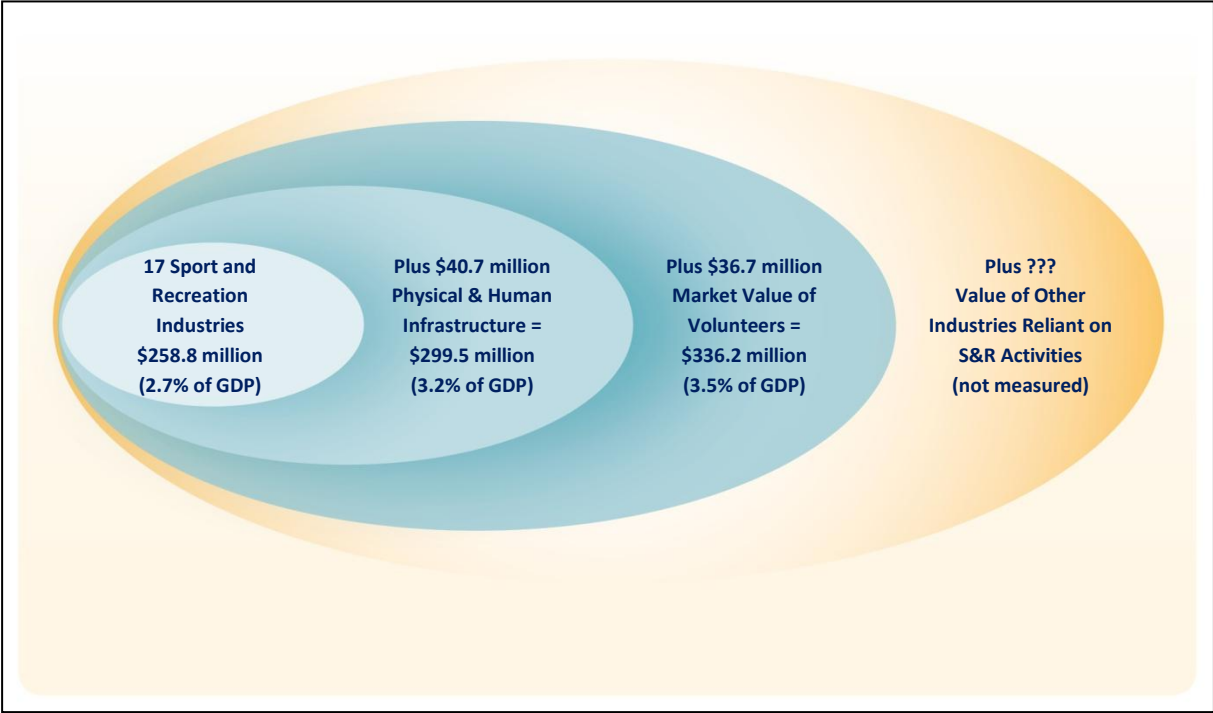 17 Sport and
Recreation
Industries
$258.8 million
(2.7% of GDP)
Plus $40.7 million
Physical & Human
Infrastructure =
$299.5 million
(3.2% of GDP)
Plus $36.7 million
Market Value of
Volunteers =
$336.2 million
(3.5% of GDP)
Plus ???
Value of Other
Industries Reliant on
S&R Activities
(not measured)